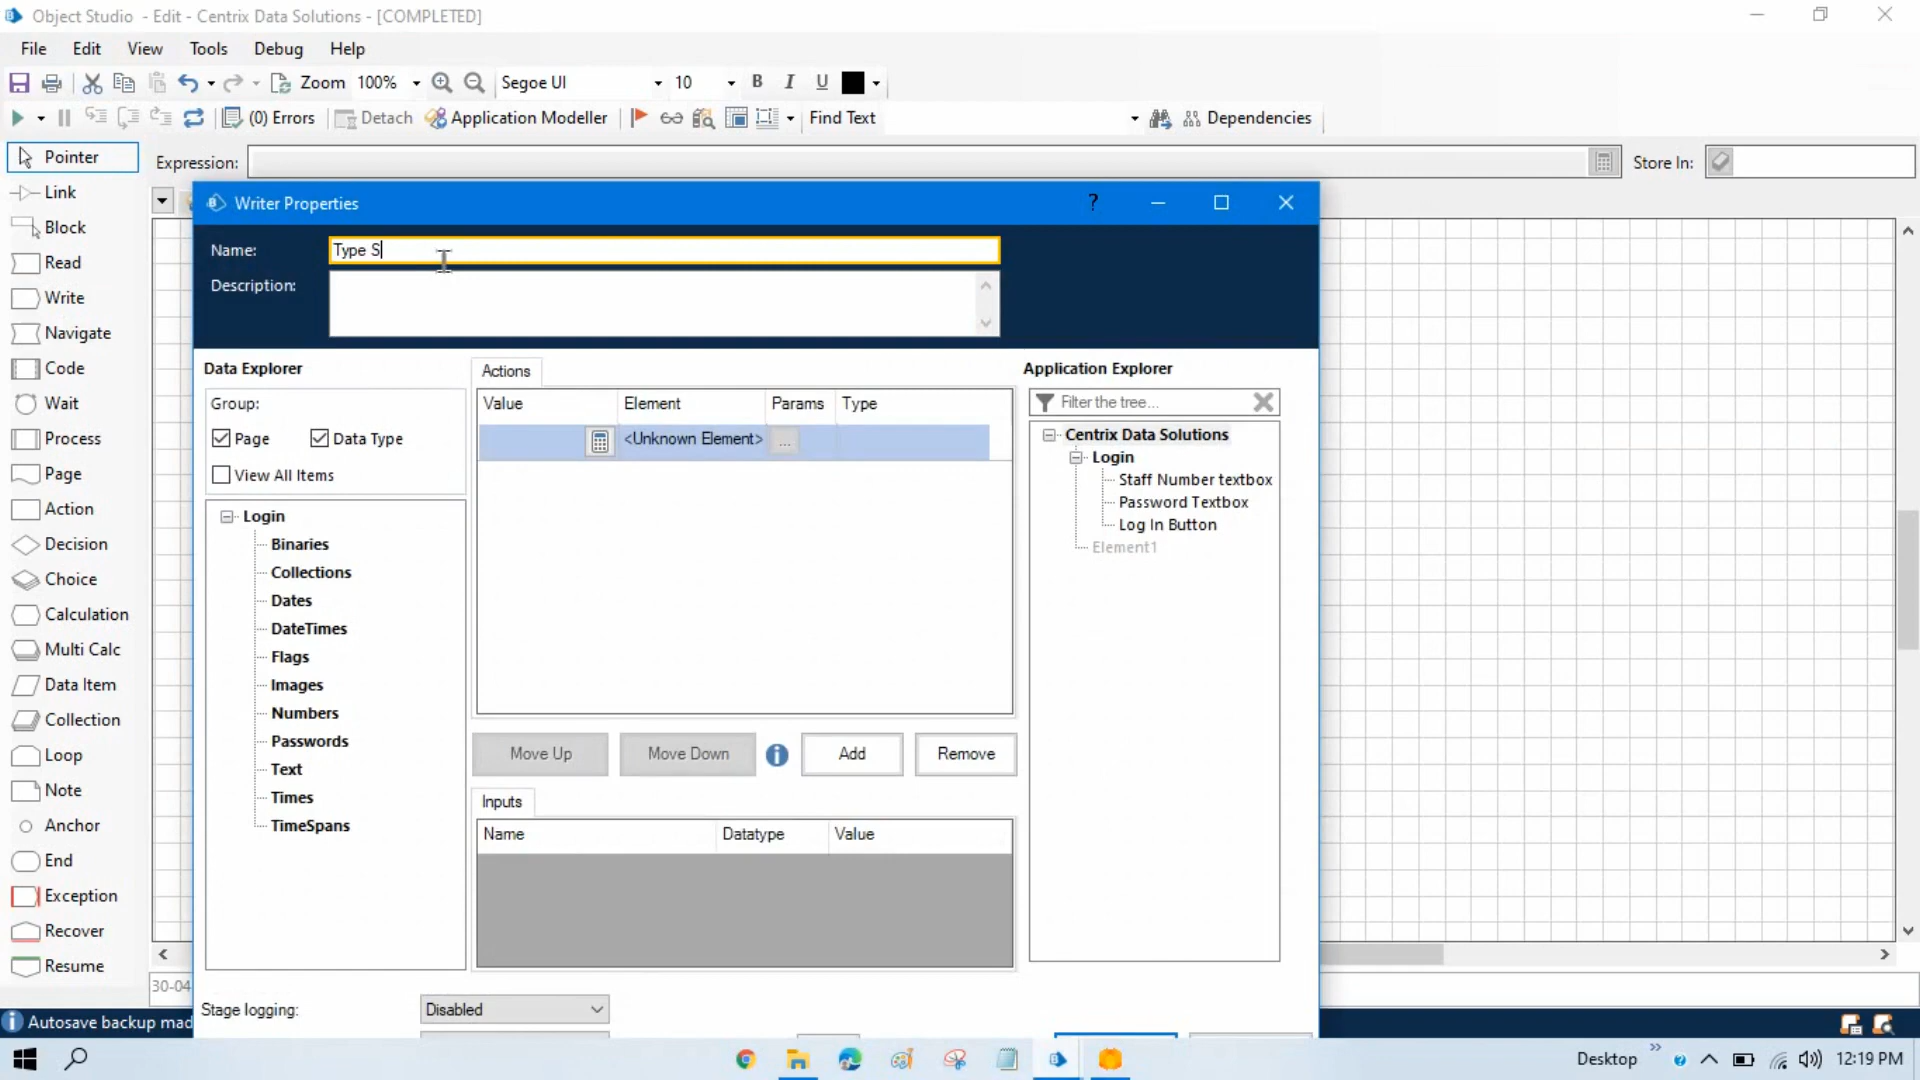 Object Studio - Edit - Centrix Data Solutions - [COMPLETED]
File Edit View Tools Debug Help
Zoom 100% Segoe UI 10 B I U
(0) Errors Detach Application Modeller Find Text Dependencies
Pointer
Expression:
Store In:
Link
Block
Read
Write
Navigate
Code
Wait
Process
Page
Action
Decision
Choice
Calculation
Multi Calc
Data Item
Collection
Loop
Note
Anchor
End
Exception
Recover
Resume
Writer Properties
?
Name: Type S
Description:
Data Explorer
Group:
Page Data Type
View All Items
Login
Binaries
Collections
Dates
DateTimes
Flags
Images
Numbers
Passwords
Text
Times
TimeSpans
Actions
Value Element Params Type
<Unknown Element> ...
Move Up Move Down Add Remove
Inputs
Name Datatype Value
Application Explorer
Filter the tree...
Centrix Data Solutions
Login
Staff Number textbox
Password Textbox
Log In Button
Element1
Stage logging: Disabled
30-04
Autosave backup mad
Desktop 12:19 PM